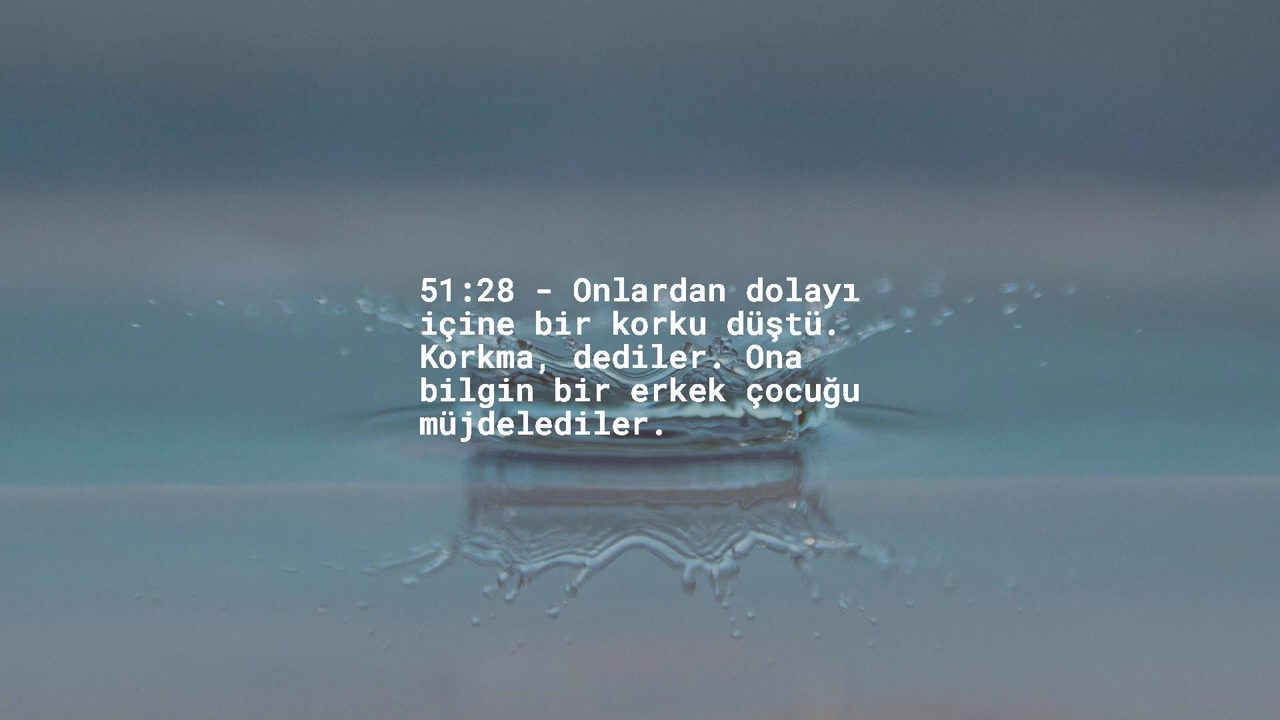 51:28 - Onlardan dolayı
içine bir korku düştü.
Korkma, dediler. Ona
bilgin bir erkek çocuğu
müjdelediler.